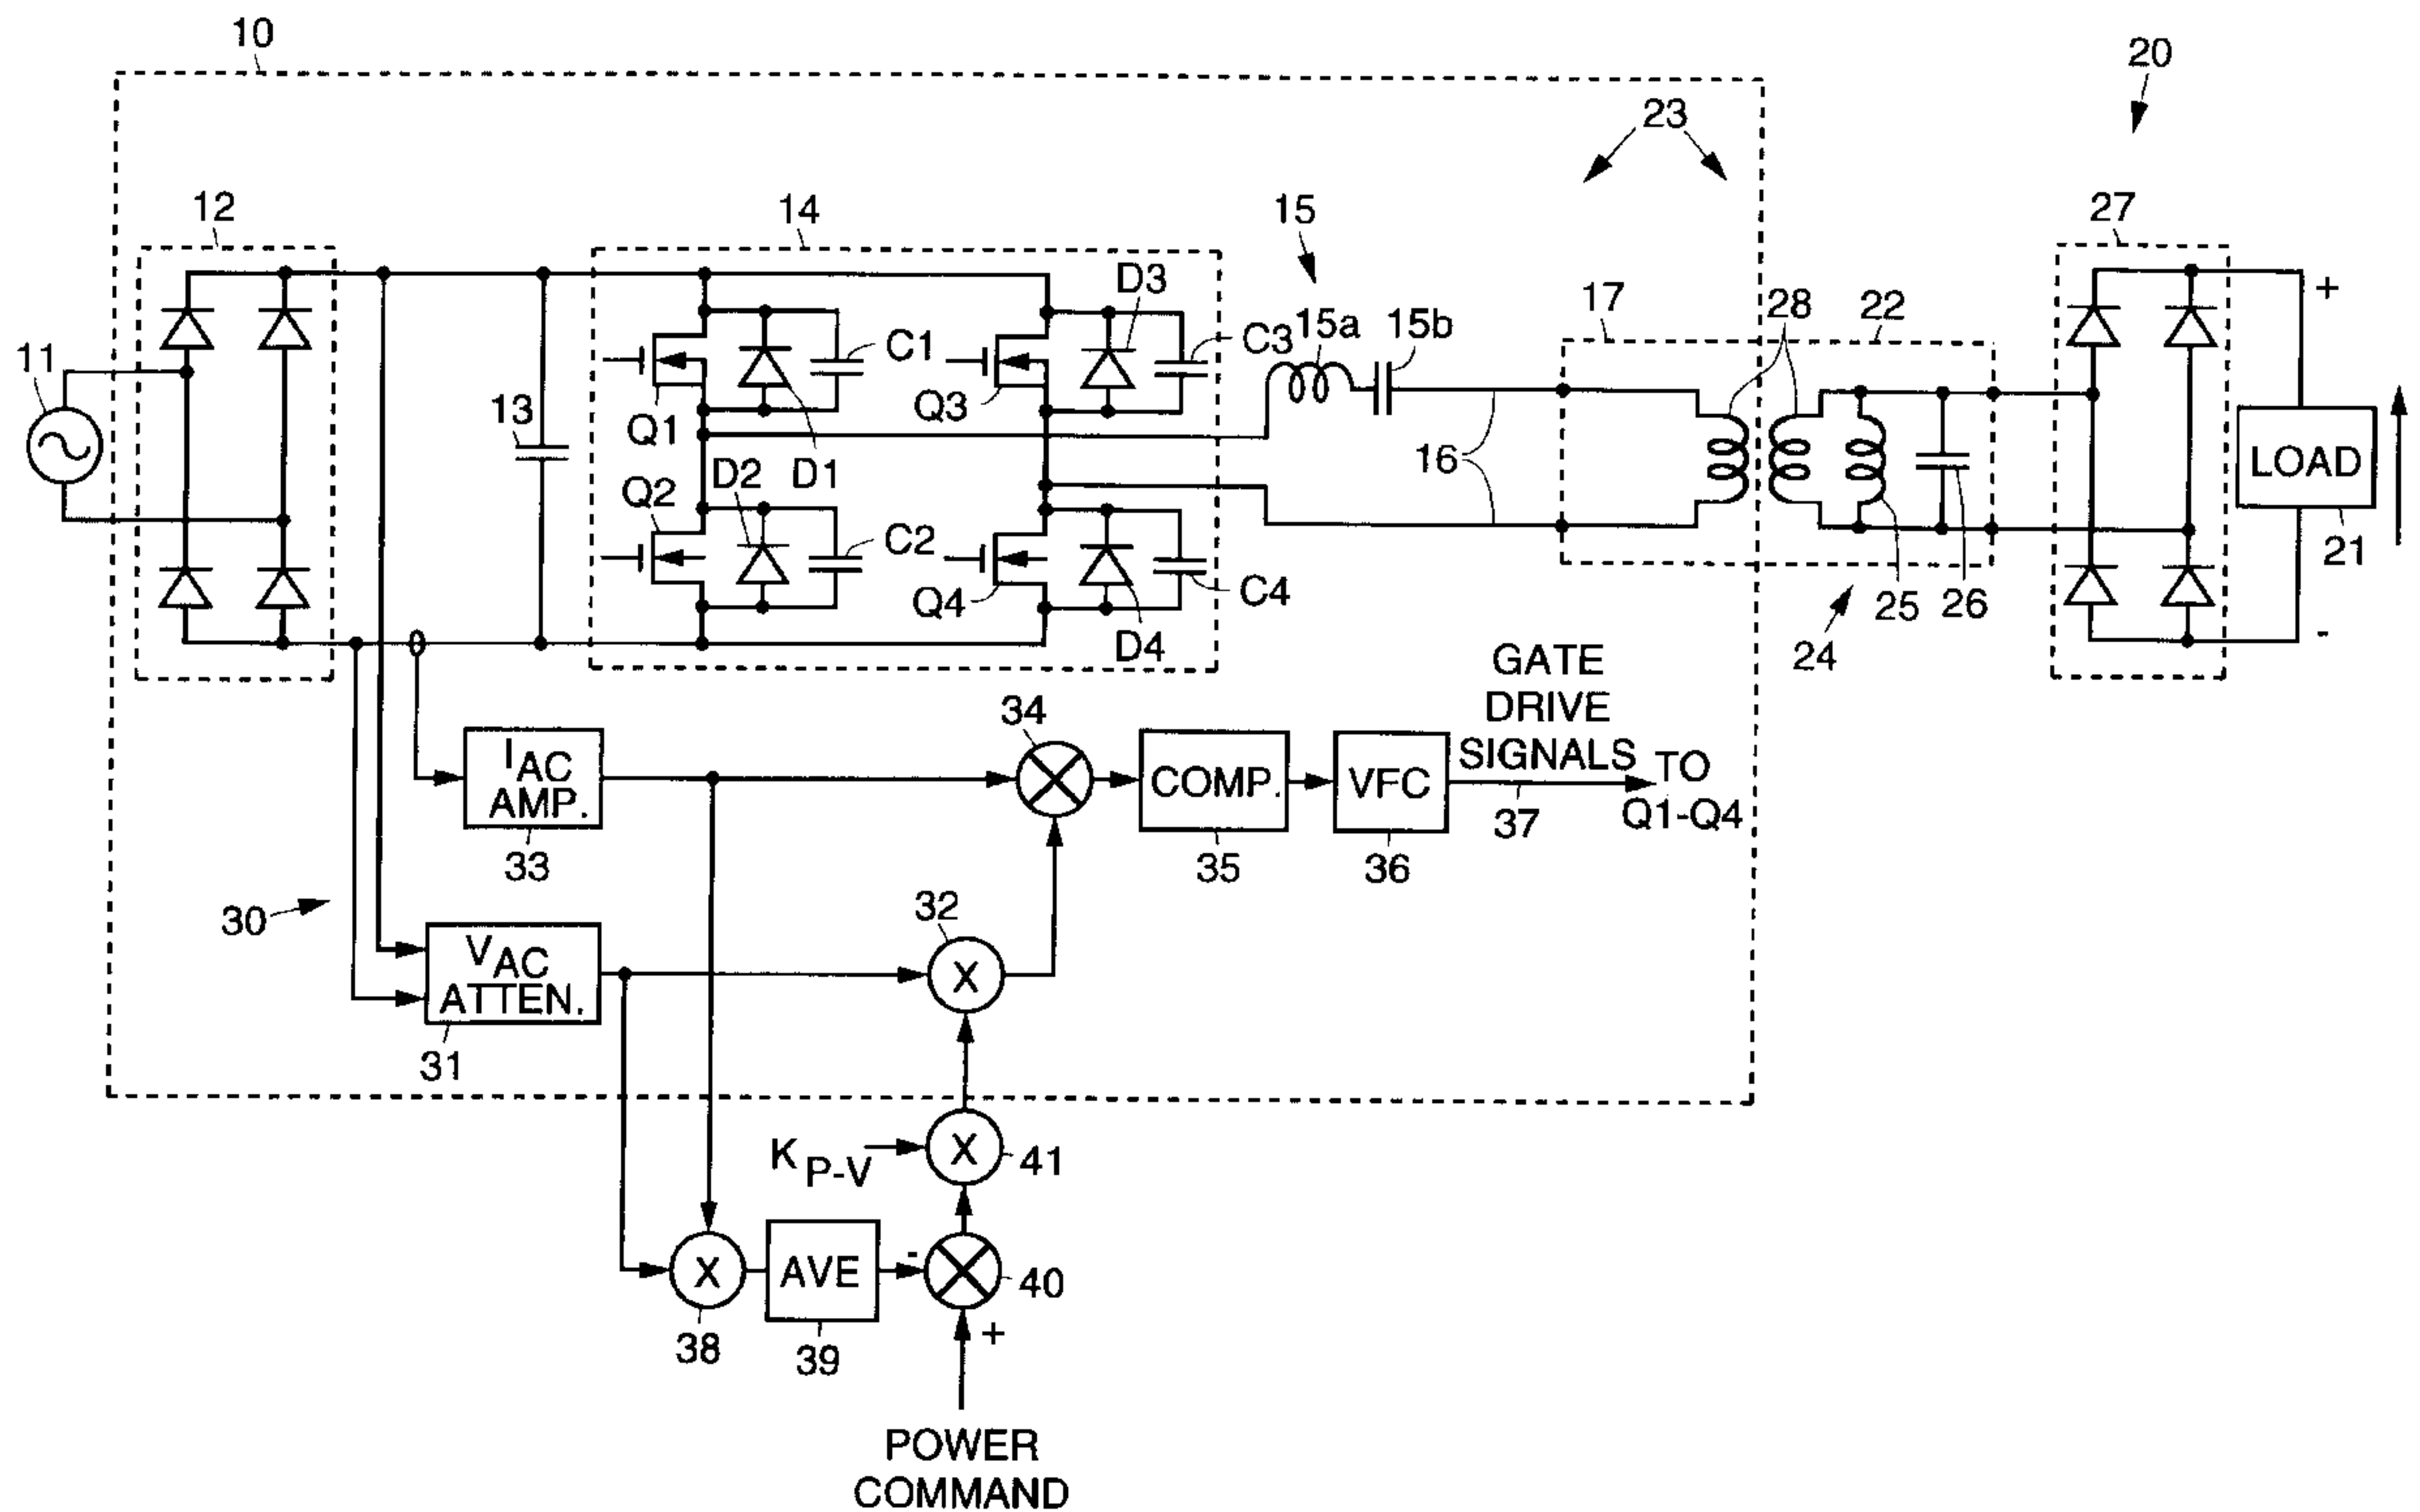 10
20
23
12
14
15
27
D3
17
28
22
+
11
C1
C3
15a
15b
13
Q1
Q3
16
LOAD
Q2
D2
D1
C2
21
Q4
C4
25
26
D4
24
-
GATE
DRIVE
SIGNALS
34
I AC
AMP.
COMP.
VFC
TO
Q1-Q4
33
35
36
37
32
30
V AC
ATTEN.
X
31
K P-V
X
41
X
AVE
-
40
38
39
+
POWER
COMMAND